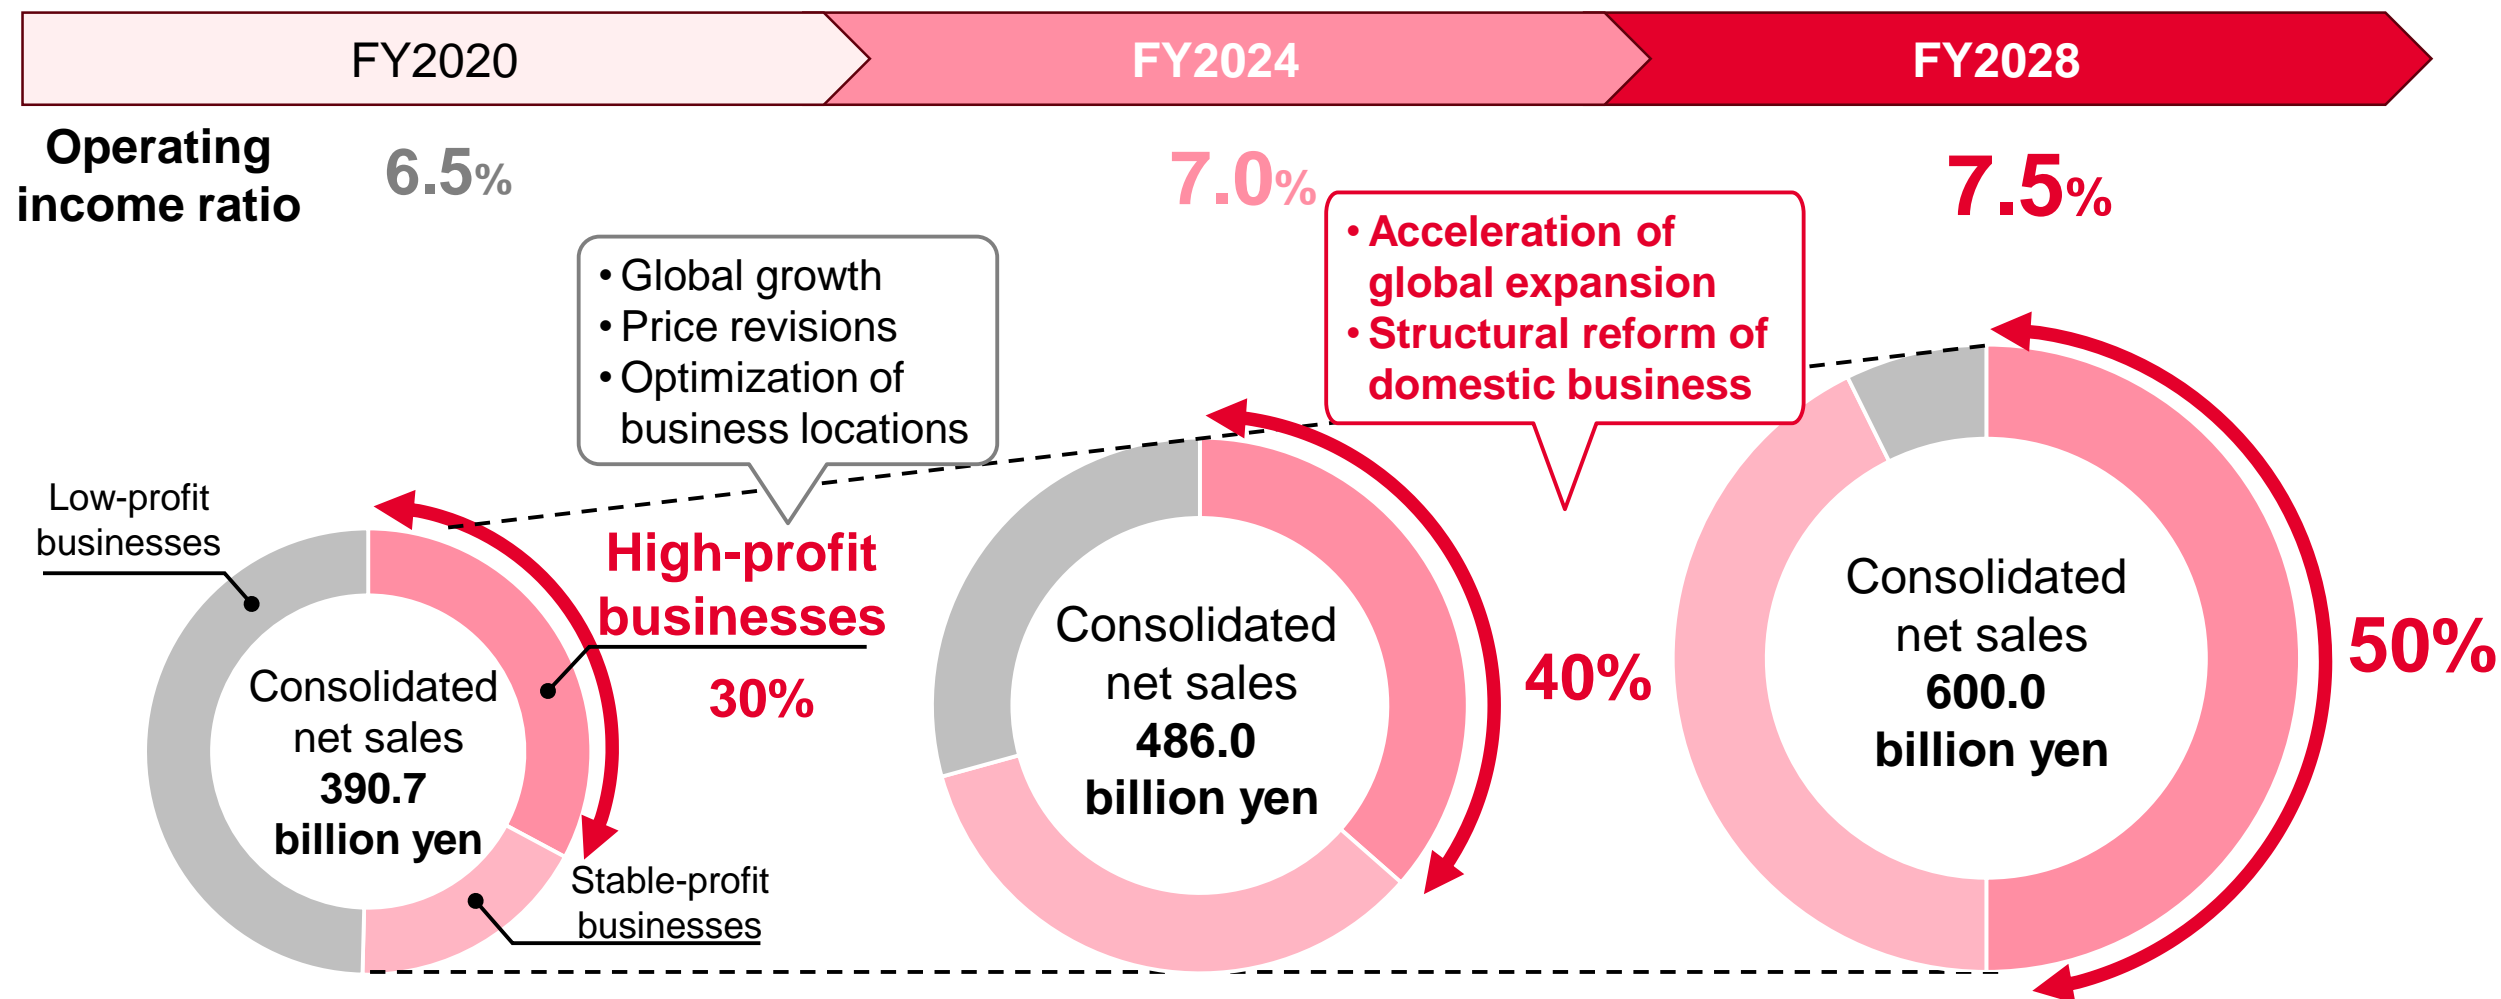 FY2020
FY2024
FY2028
Operating
income ratio
6.5%
7.0%
7.5%
• Global growth
• Price revisions
• Optimization of
business locations
• Acceleration of
global expansion
• Structural reform of
domestic business
Low-profit
businesses
High-profit
businesses
30%
Consolidated
net sales
390.7
billion yen
Stable-profit
businesses
Consolidated
net sales
486.0
billion yen
40%
Consolidated
net sales
600.0
billion yen
50%